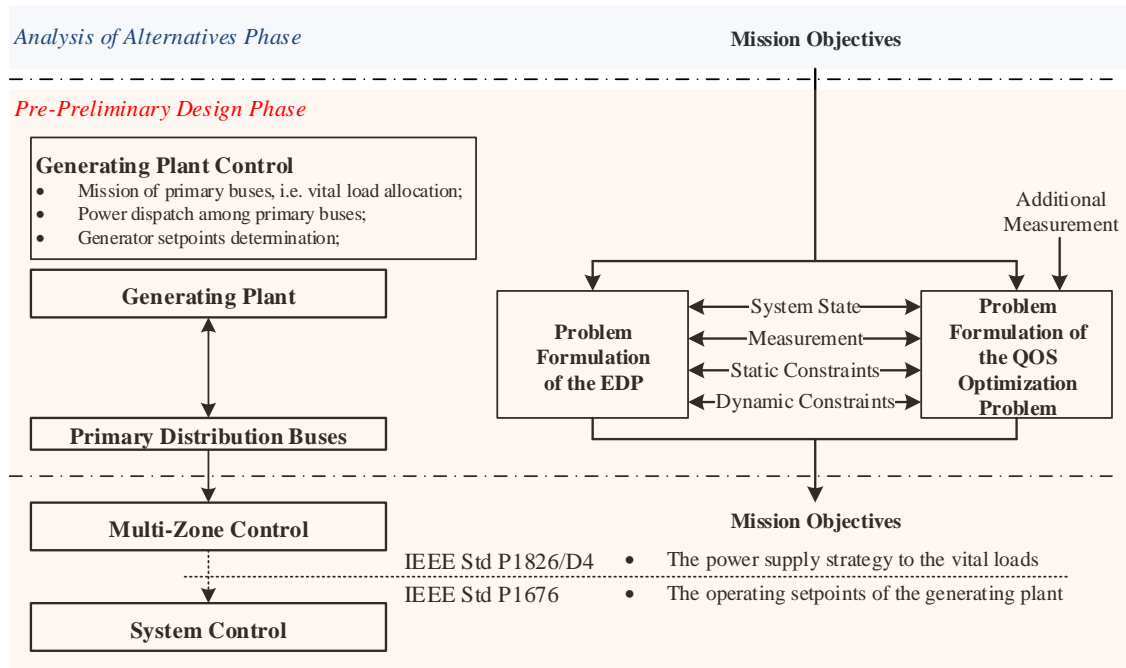 Analysis of Alternatives Phase
Mission Objectives
Pre-Preliminary Design Phase
Generating Plant Control
• Mission of primary buses, i.e. vital load allocation;
• Power dispatch among primary buses;
• Generator setpoints determination;
Generating Plant
Primary Distribution Buses
Multi-Zone Control
System Control
Additional
Measurement
Problem
Formulation
of the EDP
System State
Measurement
Static Constraints
Dynamic Constraints
Problem
Formulation of
the QOS
Optimization
Problem
Mission Objectives
IEEE Std P1826/D4
• The power supply strategy to the vital loads
IEEE Std P1676
• The operating setpoints of the generating plant